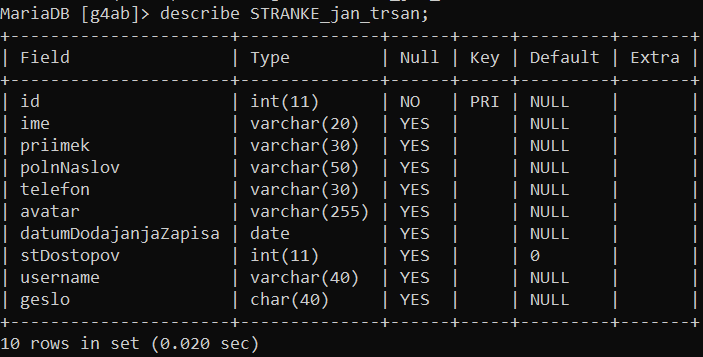 MariaDB [g4ab]> describe STRANKE_jan_trsan;
+--------------------+--------------+------+-----+---------+-------+
| Field              | Type         | Null | Key | Default | Extra |
+--------------------+--------------+------+-----+---------+-------+
| id                 | int(11)      | NO   | PRI | NULL    |       |
| ime                | varchar(20)  | YES  |     | NULL    |       |
| priimek            | varchar(30)  | YES  |     | NULL    |       |
| polnNaslov         | varchar(50)  | YES  |     | NULL    |       |
| telefon            | varchar(30)  | YES  |     | NULL    |       |
| avatar             | varchar(255) | YES  |     | NULL    |       |
| datumDodajanjaZapisa | date         | YES  |     | NULL    |       |
| stDostopov         | int(11)      | YES  |     | 0       |       |
| username           | varchar(40)  | YES  |     | NULL    |       |
| geslo              | char(40)     | YES  |     | NULL    |       |
+--------------------+--------------+------+-----+---------+-------+
10 rows in set (0.020 sec)